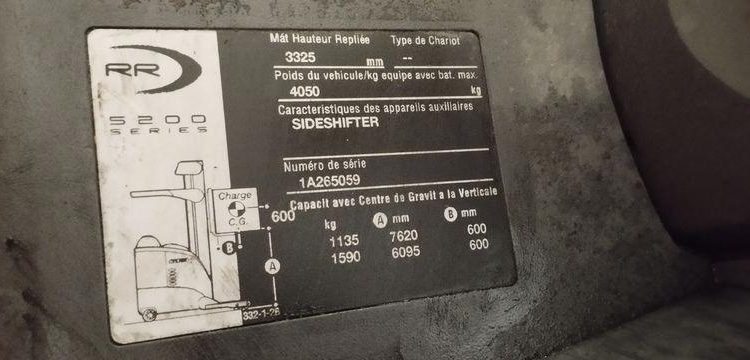 RR
5200
SERIES
Mât Hauteur Repliée Type de Chariot
3325 mm --
Poids du vehicule/kg equipe avec bat. max.
4050 kg
Caracteristiques des appareils auxiliaires
SIDESHIFTER
Numéro de série
1A265059
Capacit avec Centre de Gravit a la Verticale
kg A mm B mm
1135 7620 600
1590 6095 600
Charge
C.G.
600
B
A
332-1-26